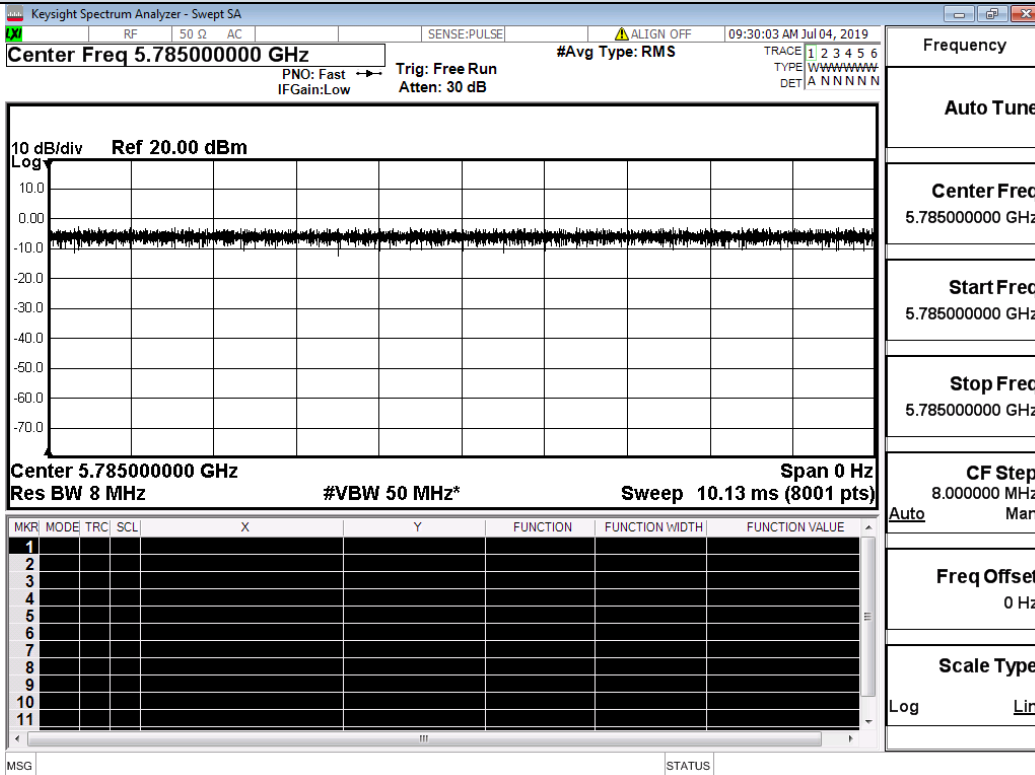 Keysight Spectrum Analyzer - Swept SA
LXI RF 50 Ω AC SENSE:PULSE ALIGN OFF 09:30:03 AM Jul 04, 2019
Center Freq 5.785000000 GHz #Avg Type: RMS TRACE 1 2 3 4 5 6
PNO: Fast Trig: Free Run TYPE WWWWWW
IFGain:Low Atten: 30 dB DET A N N N N N
10 dB/div Ref 20.00 dBm
Log
10.0
0.00
-10.0
-20.0
-30.0
-40.0
-50.0
-60.0
-70.0
Center 5.785000000 GHz Span 0 Hz
Res BW 8 MHz #VBW 50 MHz* Sweep 10.13 ms (8001 pts)
MKR MODE TRC SCL X Y FUNCTION FUNCTION WIDTH FUNCTION VALUE
1
2
3
4
5
6
7
8
9
10
11
MSG STATUS
Frequency
Auto Tune
Center Freq
5.785000000 GHz
Start Freq
5.785000000 GHz
Stop Freq
5.785000000 GHz
CF Step
8.000000 MHz
Auto Man
Freq Offset
0 Hz
Scale Type
Log Lin